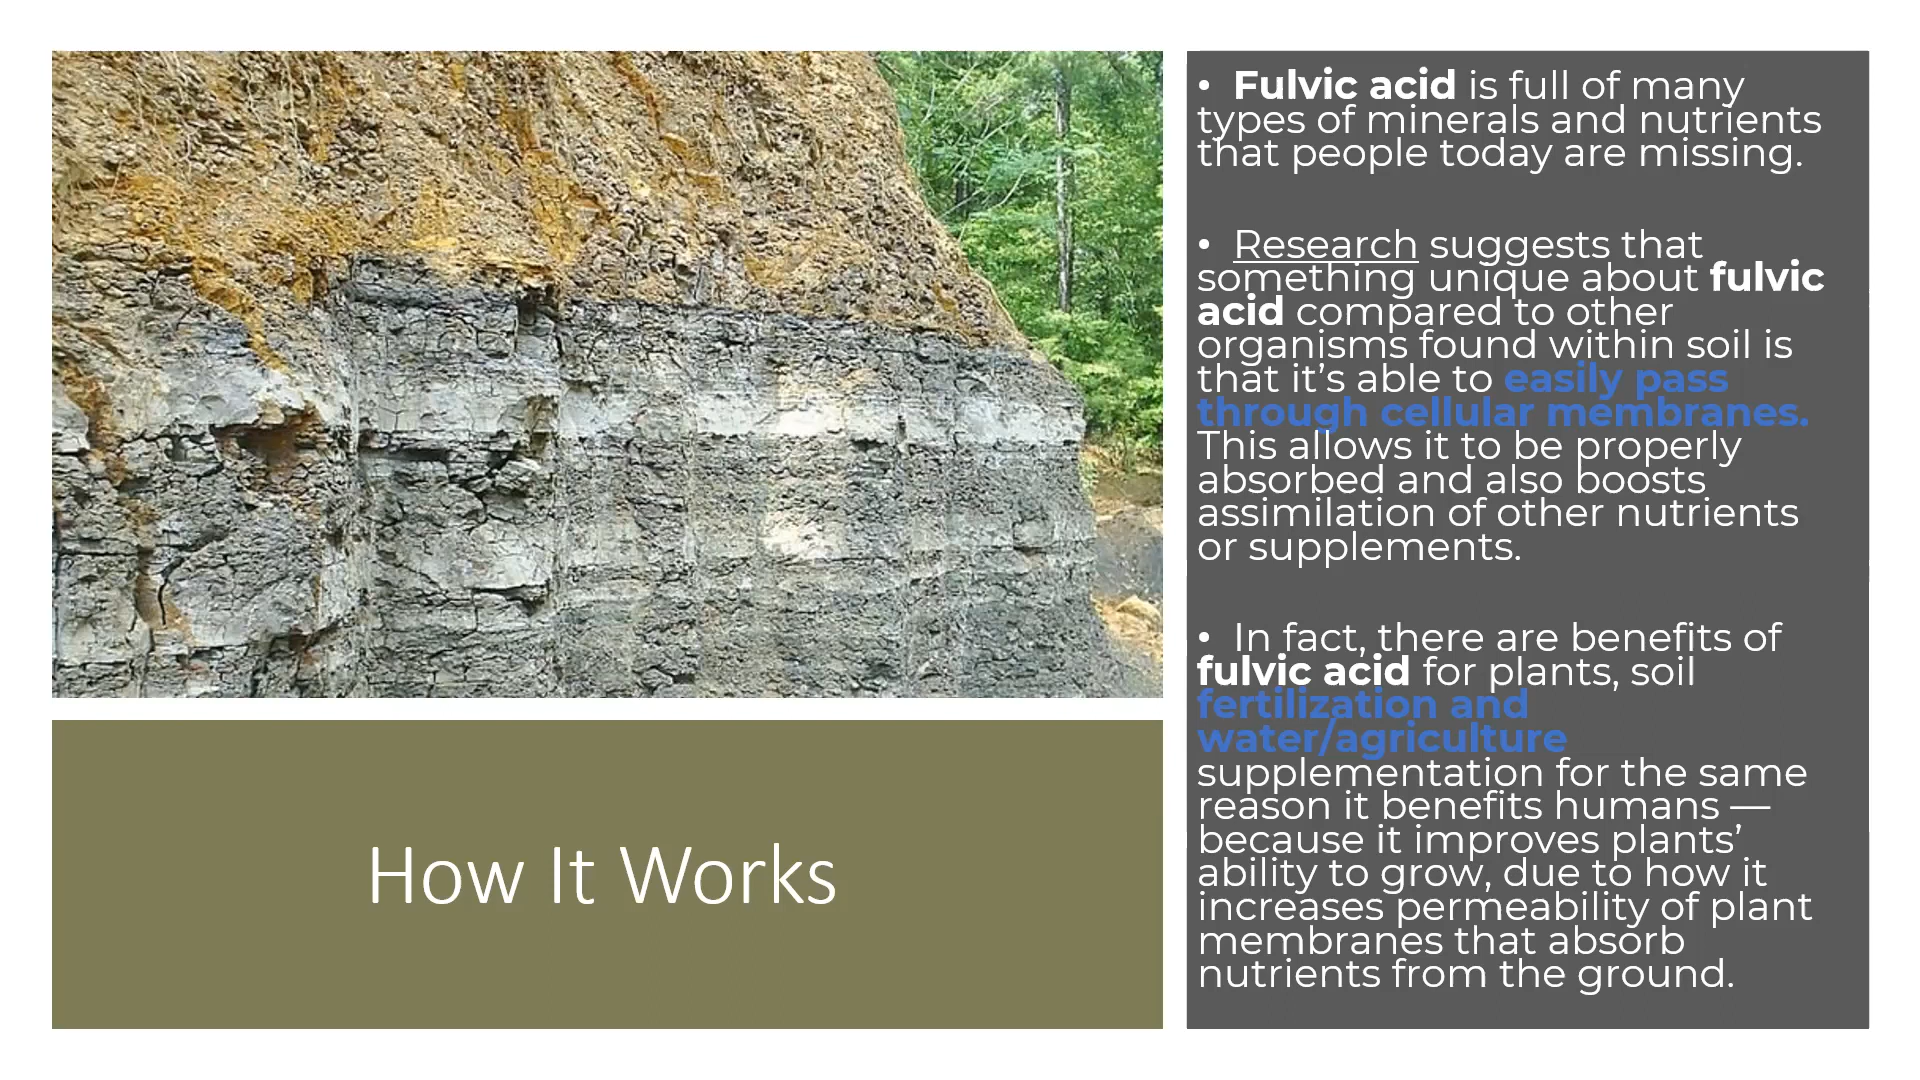 • Fulvic acid is full of many
types of minerals and nutrients
that people today are missing.
• Research suggests that
something unique about fulvic
acid compared to other
organisms found within soil is
that it’s able to easily pass
through cellular membranes.
This allows it to be properly
absorbed and also boosts
assimilation of other nutrients
or supplements.
• In fact, there are benefits of
fulvic acid for plants, soil
fertilization and
water/agriculture
supplementation for the same
reason it benefits humans —
because it improves plants’
ability to grow, due to how it
increases permeability of plant
membranes that absorb
nutrients from the ground.
How It Works